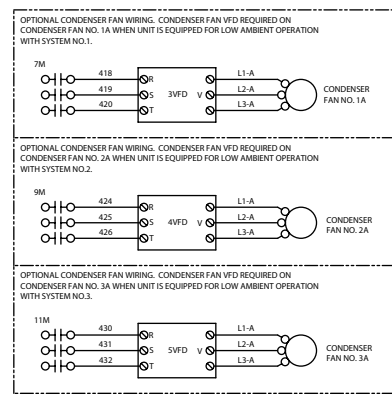 OPTIONAL CONDENSER FAN WIRING. CONDENSER FAN VFD REQUIRED ON
CONDENSER FAN NO. 1A WHEN UNIT IS EQUIPPED FOR LOW AMBIENT OPERATION
WITH SYSTEM NO.1.
7M
418 R L1-A
419 S 3VFD V L2-A CONDENSER
420 T L3-A FAN NO. 1A
OPTIONAL CONDENSER FAN WIRING. CONDENSER FAN VFD REQUIRED ON
CONDENSER FAN NO. 2A WHEN UNIT IS EQUIPPED FOR LOW AMBIENT OPERATION
WITH SYSTEM NO.2.
9M
424 R L1-A
425 S 4VFD V L2-A CONDENSER
426 T L3-A FAN NO. 2A
OPTIONAL CONDENSER FAN WIRING. CONDENSER FAN VFD REQUIRED ON
CONDENSER FAN NO. 3A WHEN UNIT IS EQUIPPED FOR LOW AMBIENT OPERATION
WITH SYSTEM NO.3.
11M
430 R L1-A
431 S 5VFD V L2-A CONDENSER
432 T L3-A FAN NO. 3A